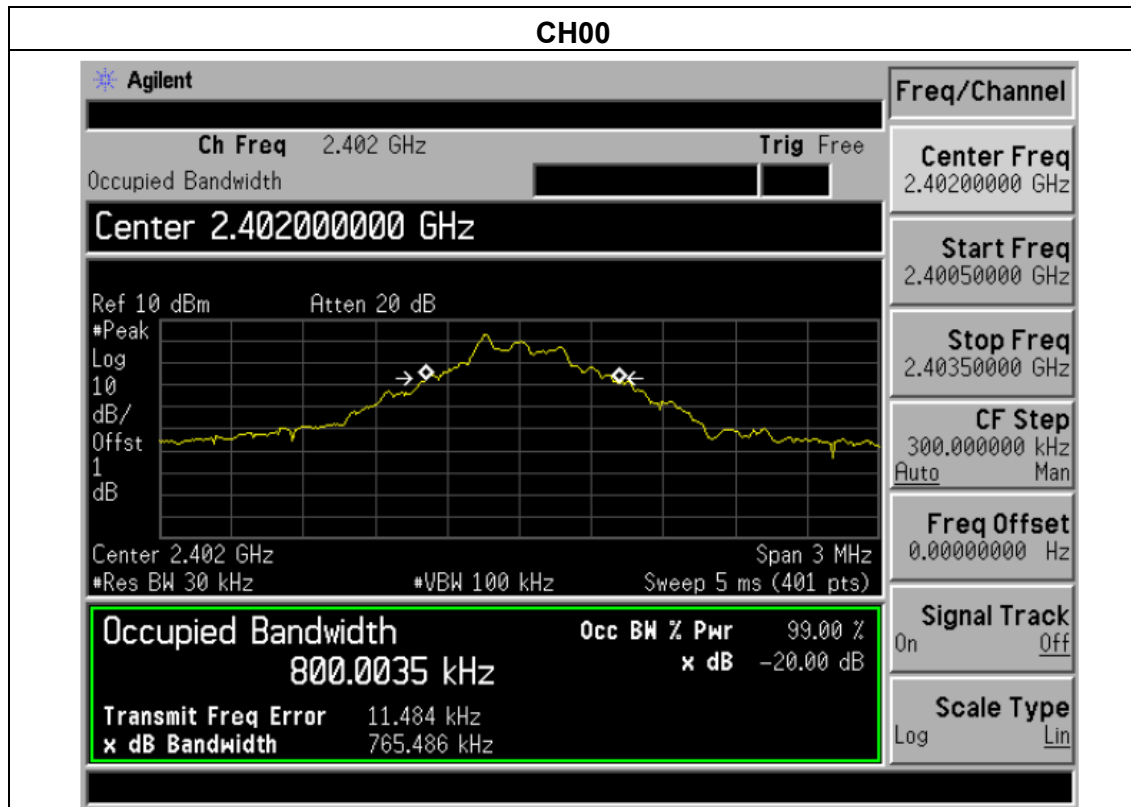 CH00
Agilent
Ch Freq 2.402 GHz Trig Free
Occupied Bandwidth
Center 2.402000000 GHz
Ref 10 dBm Atten 20 dB
#Peak
Log
10
dB/
Offst
1
dB
Center 2.402 GHz Span 3 MHz
#Res BW 30 kHz #VBW 100 kHz Sweep 5 ms (401 pts)
Occupied Bandwidth Occ BW % Pwr 99.00 %
800.0035 kHz x dB -20.00 dB
Transmit Freq Error 11.484 kHz
x dB Bandwidth 765.486 kHz
Freq/Channel
Center Freq
2.40200000 GHz
Start Freq
2.40050000 GHz
Stop Freq
2.40350000 GHz
CF Step
300.000000 kHz
Auto Man
Freq Offset
0.00000000 Hz
Signal Track
On Off
Scale Type
Log Lin